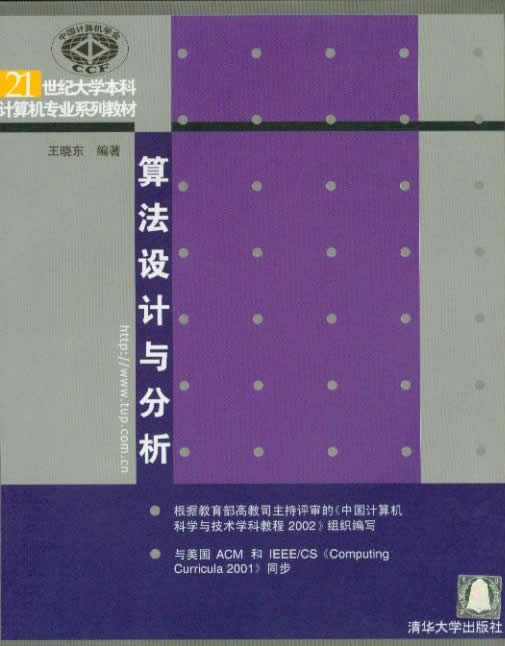 中国计算机学会
CCF
21世纪大学本科
计算机专业系列教材
王晓东 编著
算法设计与分析
http://www.tup.com.cn
根据教育部高教司主持评审的《中国计算机
科学与技术学科教程 2002》组织编写
与美国 ACM 和 IEEE/CS《Computing
Curricula 2001》同步
清华大学出版社